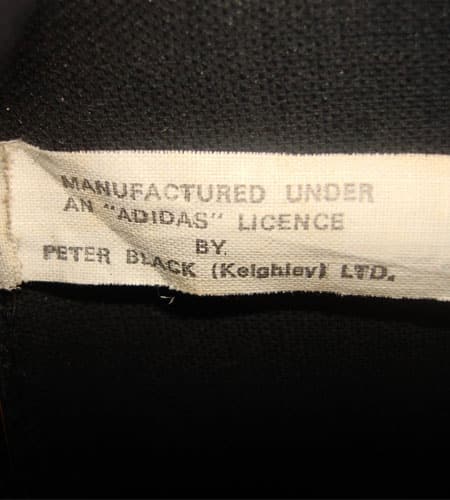 MANUFACTURED UNDER
AN "ADIDAS" LICENCE
BY
PETER BLACK (Keighley) LTD.